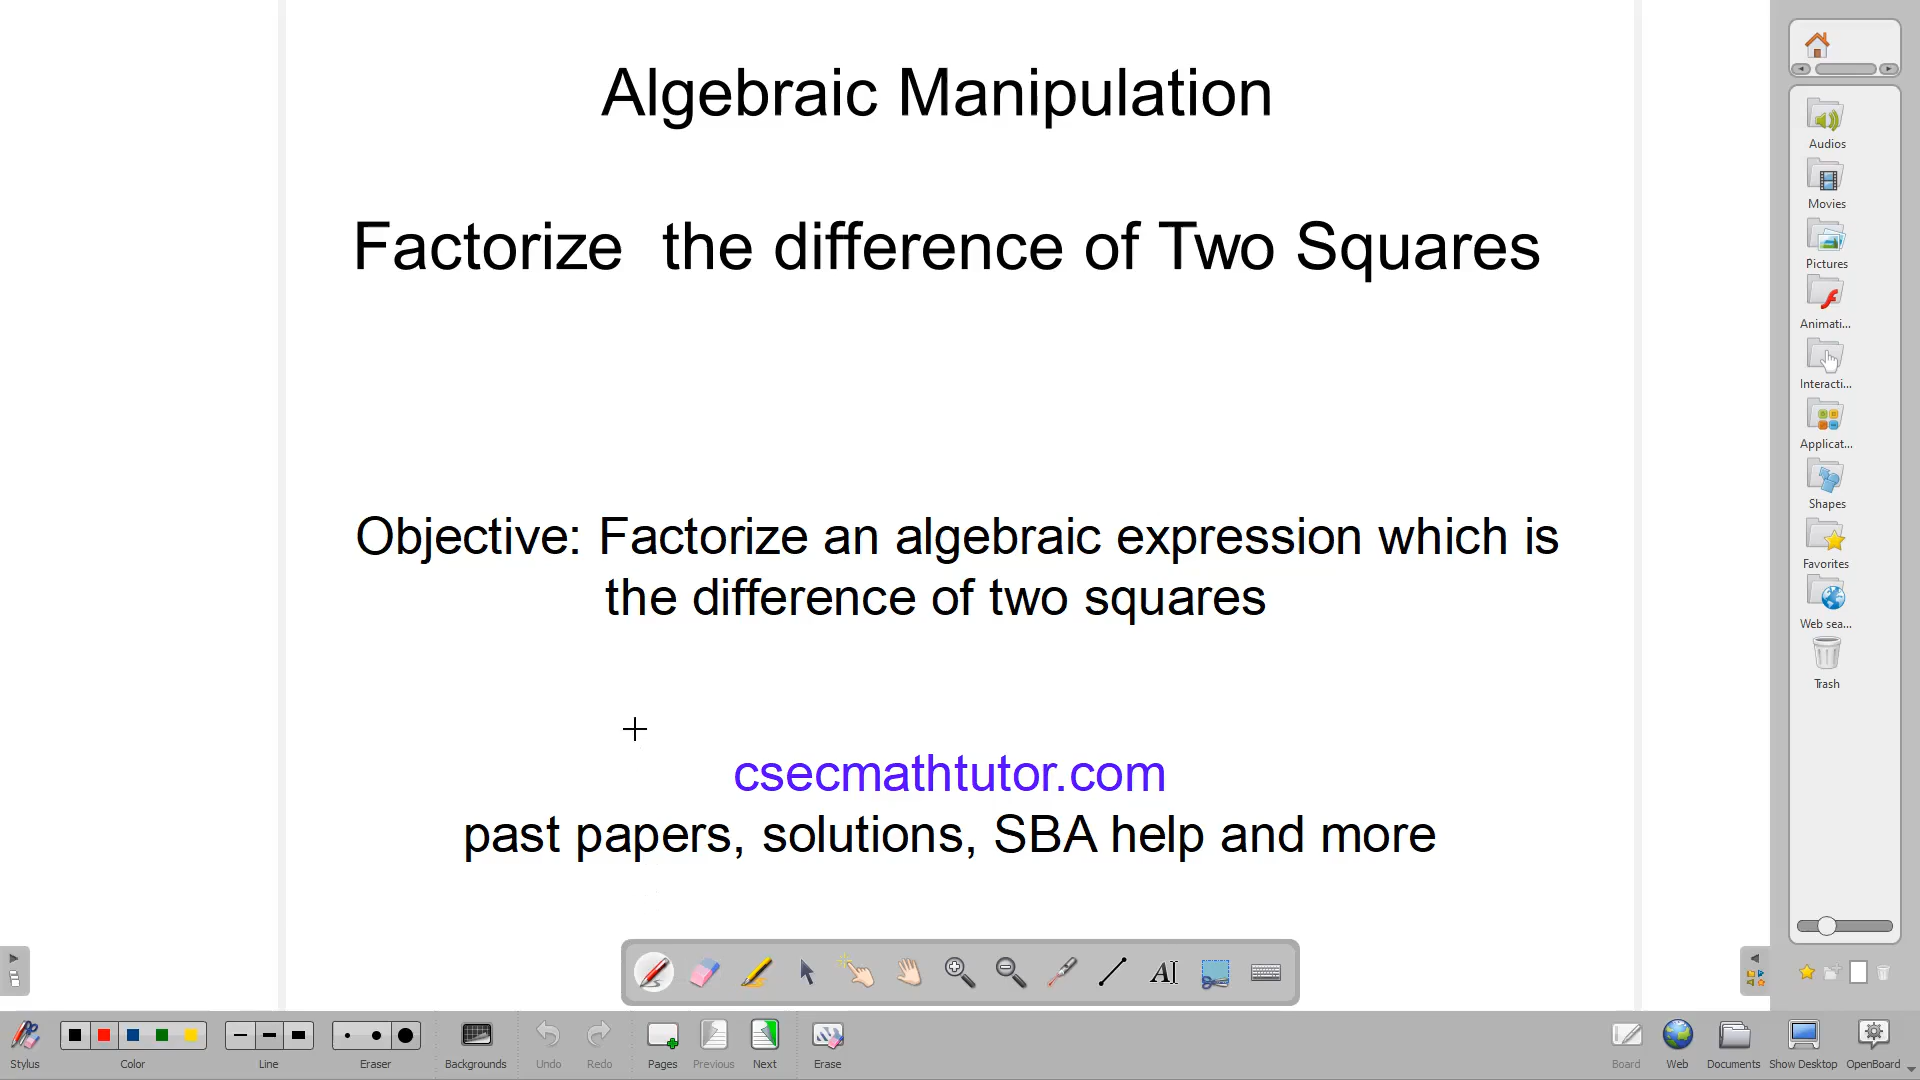 Algebraic Manipulation
Factorize the difference of Two Squares
Objective: Factorize an algebraic expression which is
the difference of two squares
csecmathtutor.com
past papers, solutions, SBA help and more
Audios
Movies
Pictures
Animati...
Interacti...
Applicat...
Shapes
Favorites
Web sea...
Trash
Stylus
Color
Line
Eraser
Backgrounds
Undo
Redo
Pages
Previous
Next
Erase
Board
Web
Documents
Show Desktop
OpenBoard